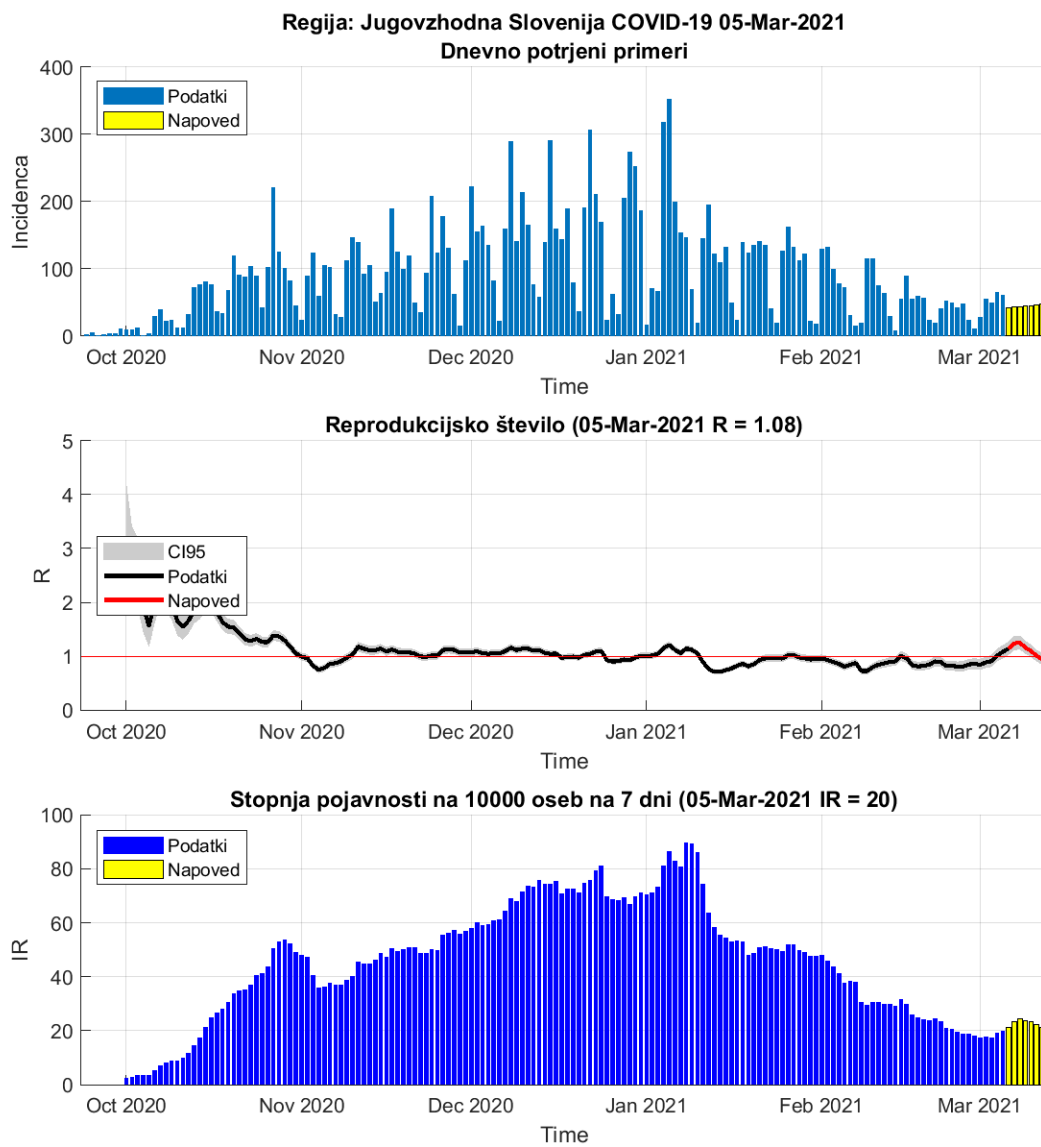 Regija: Jugovzhodna Slovenija COVID-19 05-Mar-2021
Dnevno potrjeni primeri
400
300
200
100
0
Incidenca
Podatki
Napoved
Oct 2020 Nov 2020 Dec 2020 Jan 2021 Feb 2021 Mar 2021
Time
Reprodukcijsko število (05-Mar-2021 R = 1.08)
5
4
3
2
1
0
R
CI95
Podatki
Napoved
Oct 2020 Nov 2020 Dec 2020 Jan 2021 Feb 2021 Mar 2021
Time
Stopnja pojavnosti na 10000 oseb na 7 dni (05-Mar-2021 IR = 20)
100
80
60
40
20
0
IR
Podatki
Napoved
Oct 2020 Nov 2020 Dec 2020 Jan 2021 Feb 2021 Mar 2021
Time